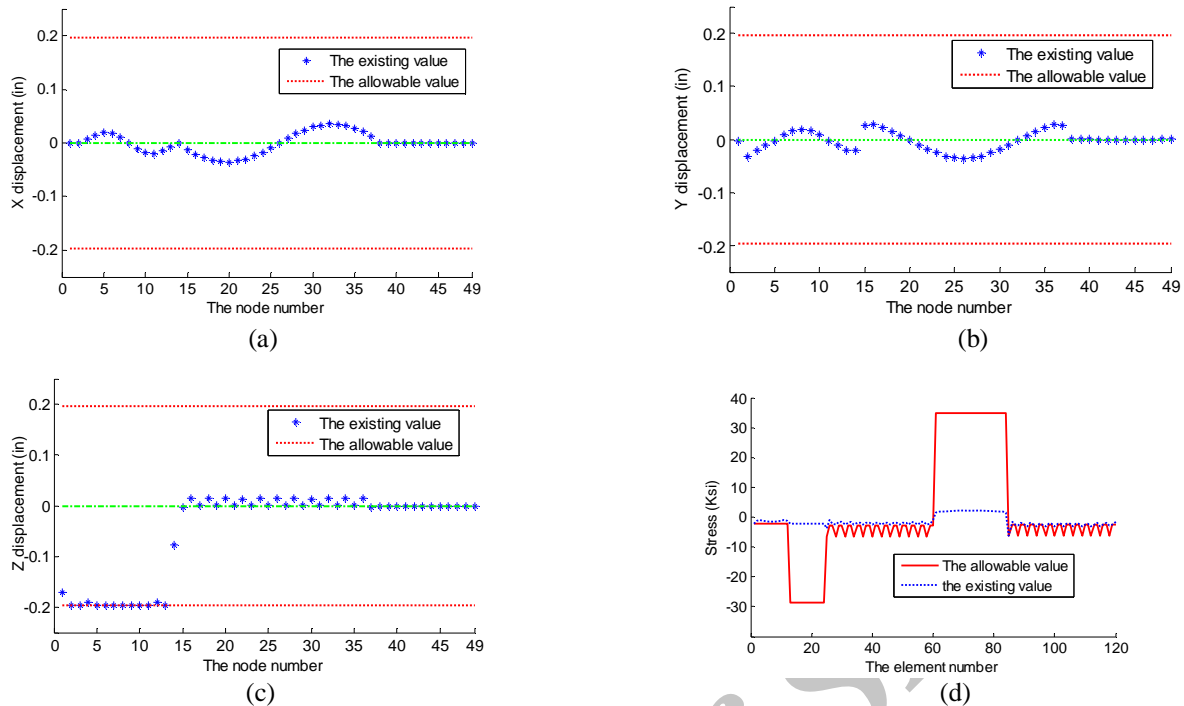 0.2
0.1
0
-0.1
-0.2
X displacement (in)
The existing value
The allowable value
0 5 10 15 20 25 30 35 40 45 49
The node number
(a)
0.2
0.1
0
-0.1
-0.2
Y displacement (in)
The existing value
The allowable value
0 5 10 15 20 25 30 35 40 45 49
The node number
(b)
0.2
0.1
0
-0.1
-0.2
Z displacement (in)
The existing value
The allowable value
0 5 10 15 20 25 30 35 40 45 49
The node number
(c)
40
30
20
10
0
-10
-20
-30
Stress (Ksi)
The allowable value
the existing value
0 20 40 60 80 100 120
The element number
(d)